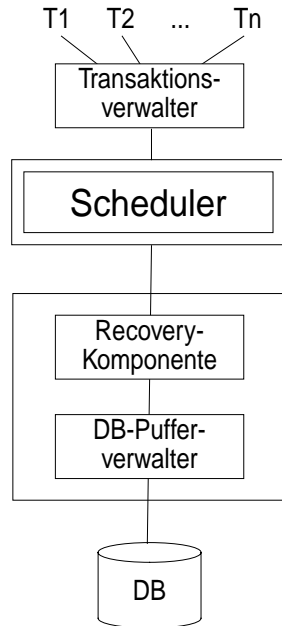 T1 T2 ... Tn
Transaktions-
verwalter
Scheduler
Recovery-
Komponente
DB-Puffer-
verwalter
DB